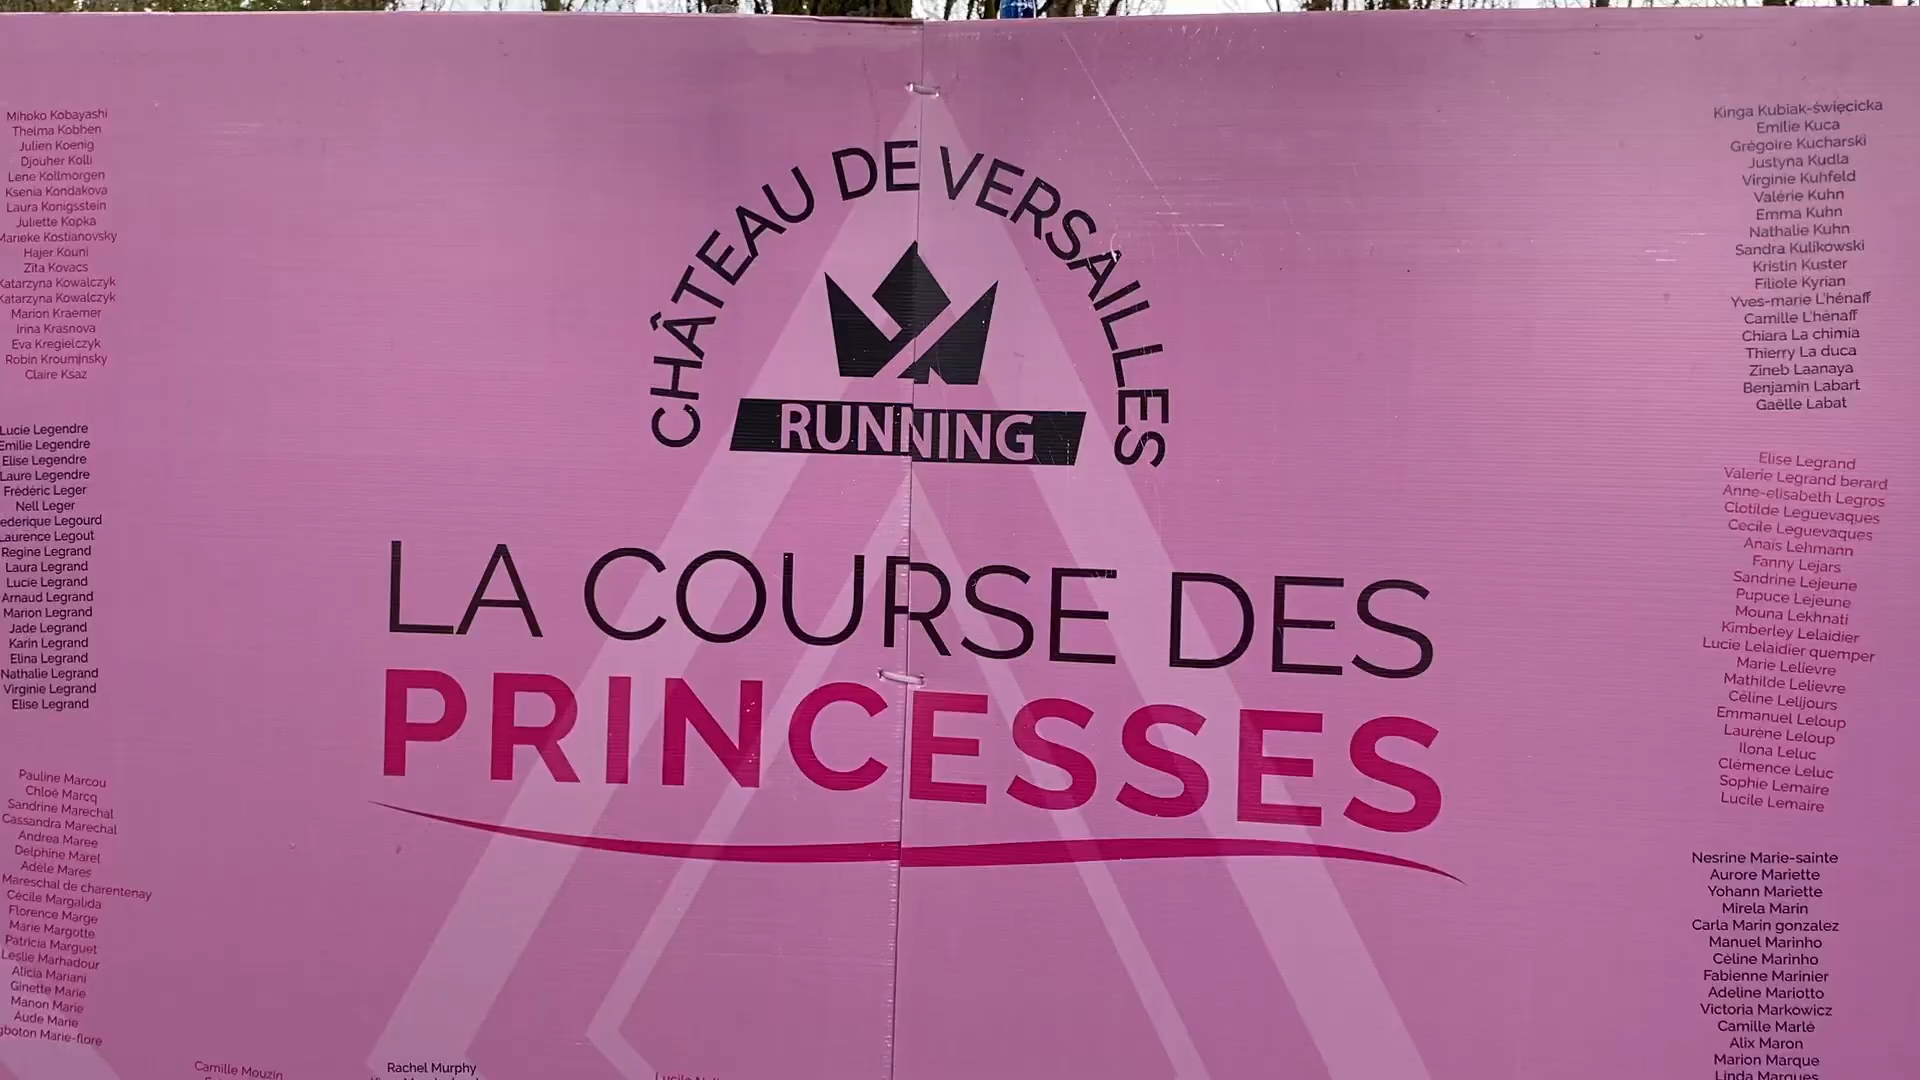 Mihoko Kobayashi
Thelma Kobhen
Julien Koenig
Djouher Kolli
Lene Kollmorgen
Ksenia Kondakova
Laura Konigsstein
Juliette Kopka
Marieke Kostianovsky
Hajer Kouni
Zita Kovacs
Katarzyna Kowalczyk
Katarzyna Kowalczyk
Marion Kraemer
Irina Krasnova
Eva Kregielczyk
Robin Krouminsky
Claire Ksaz
Lucie Legendre
Emilie Legendre
Elise Legendre
Laure Legendre
Frédéric Leger
Nell Leger
ederique Legourd
Laurence Legout
Regine Legrand
Laura Legrand
Lucie Legrand
Arnaud Legrand
Marion Legrand
Jade Legrand
Karin Legrand
Elina Legrand
Nathalie Legrand
Virginie Legrand
Elise Legrand
Pauline Marcou
Chloé Marcq
Sandrine Marechal
Cassandra Marechal
Andrea Maree
Delphine Marel
Adèle Mares
Mareschal de charentenay
Cécile Margalida
Florence Marge
Marie Margotte
Patricia Marguet
Leslie Marhadour
Alicia Mariani
Ginette Marie
Manon Marie
Aude Marie
gboton Marie-flore
CHÂTEAU DE VERSAILLES
RUNNING
LA COURSE DES
PRINCESSES
Camille Mouzin
Rachel Murphy
Kinga Kubiak-święcicka
Emilie Kuca
Grégoire Kucharski
Justyna Kudla
Virginie Kuhfeld
Valérie Kuhn
Emma Kuhn
Nathalie Kuhn
Sandra Kulikowski
Kristin Kuster
Filiole Kyrian
Yves-marie L'hénaff
Camille L'hénaff
Chiara La chimia
Thierry La duca
Zineb Laanaya
Benjamin Labart
Gaëlle Labat
Elise Legrand
Valerie Legrand berard
Anne-elisabeth Legros
Clotilde Leguevaques
Cecile Leguevaques
Anaïs Lehmann
Fanny Lejars
Sandrine Lejeune
Pupuce Lejeune
Mouna Lekhnati
Kimberley Lelaidier
Lucie Lelaidier quemper
Marie Lelievre
Mathilde Lelievre
Céline Lelijours
Emmanuel Leloup
Laurène Leloup
Ilona Leluc
Clémence Leluc
Sophie Lemaire
Lucile Lemaire
Nesrine Marie-sainte
Aurore Mariette
Yohann Mariette
Mirela Marin
Carla Marin gonzalez
Manuel Marinho
Céline Marinho
Fabienne Marinier
Adeline Mariotto
Victoria Markowicz
Camille Marlé
Alix Maron
Marion Marque
Linda Marques